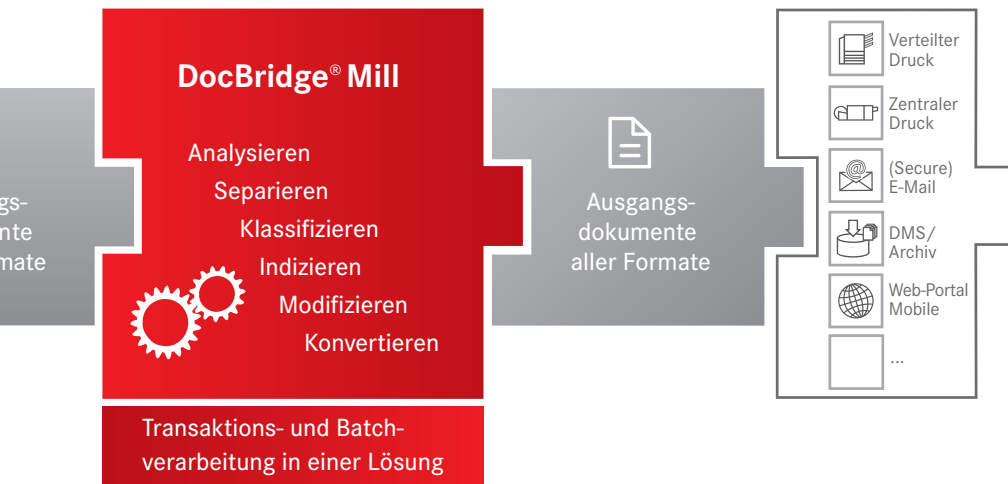 gs-
nte
mate
DocBridge® Mill
Analysieren
Separieren
Klassifizieren
Indizieren
Modifizieren
Konvertieren
Transaktions- und Batch-
verarbeitung in einer Lösung
Ausgangs-
dokumente
aller Formate
Verteilter
Druck
Zentraler
Druck
(Secure)
E-Mail
DMS/
Archiv
Web-Portal
Mobile
...